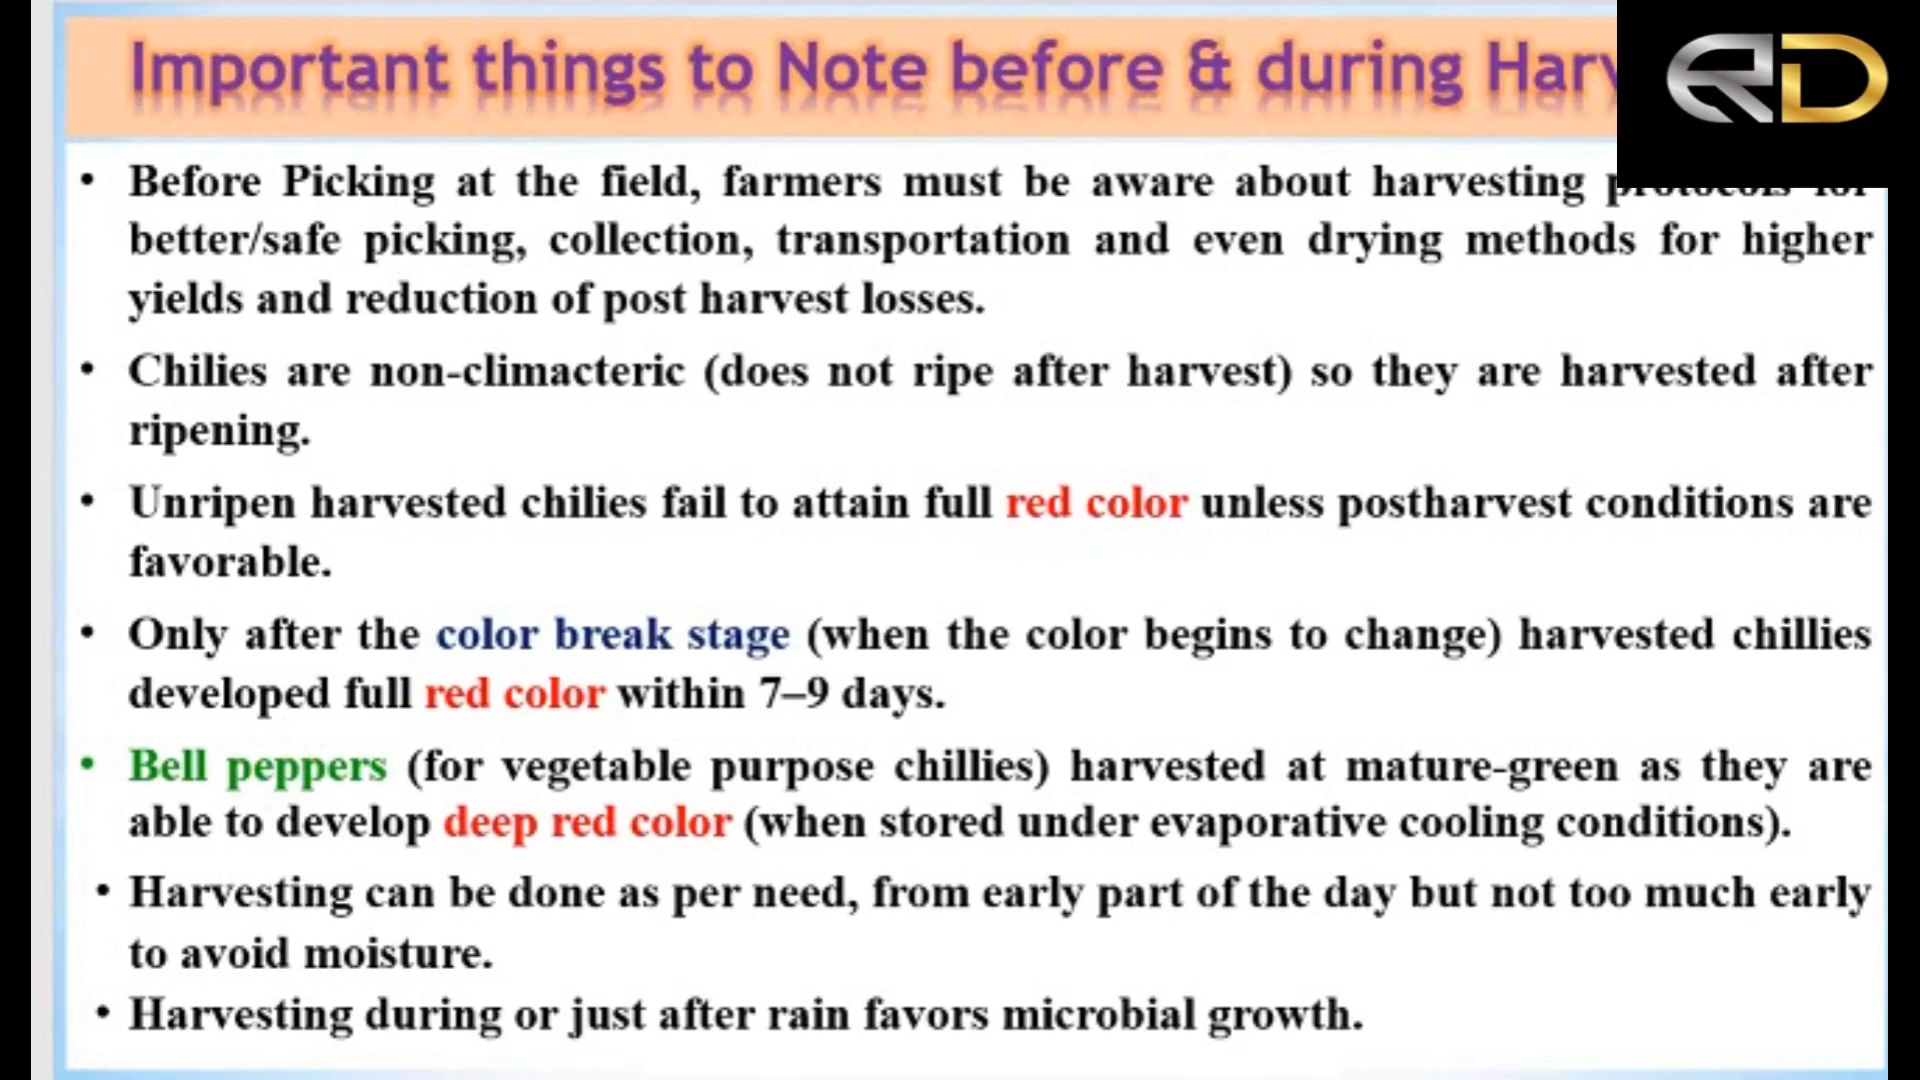 Important things to Note before & during
Before Picking at the field, farmers must be aware about harvesting protocols for
better/safe picking, collection, transportation and even drying methods for higher
yields and reduction of post harvest losses.
Chilies are non-climacteric (does not ripe after harvest) so they are harvested after
ripening.
Unripen harvested chilies fail to attain full red color unless postharvest conditions are
favorable.
Only after the color break stage (when the color begins to change) harvested chillies
developed full red color within 7–9 days.
Bell peppers (for vegetable purpose chillies) harvested at mature-green as they are
able to develop deep red color (when stored under evaporative cooling conditions).
Harvesting can be done as per need, from early part of the day but not too much early
to avoid moisture.
Harvesting during or just after rain favors microbial growth.
RD